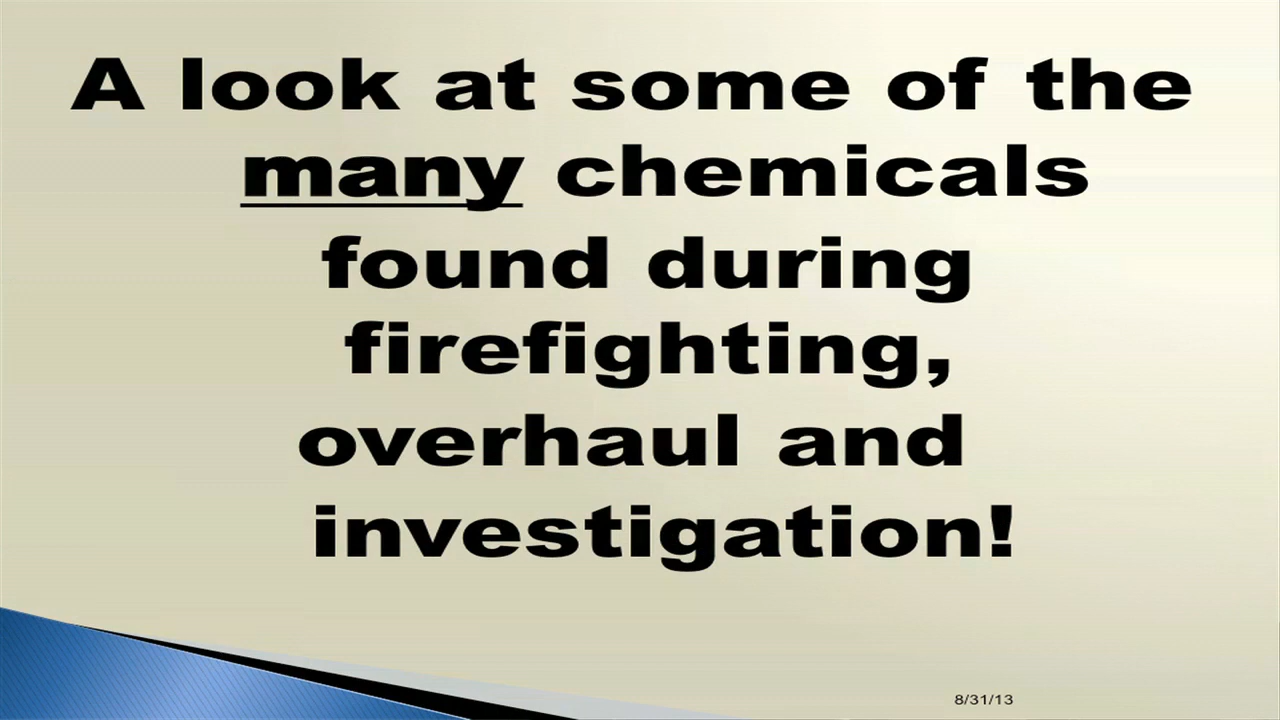 A look at some of the
many chemicals
found during
firefighting,
overhaul and
investigation!
8/31/13